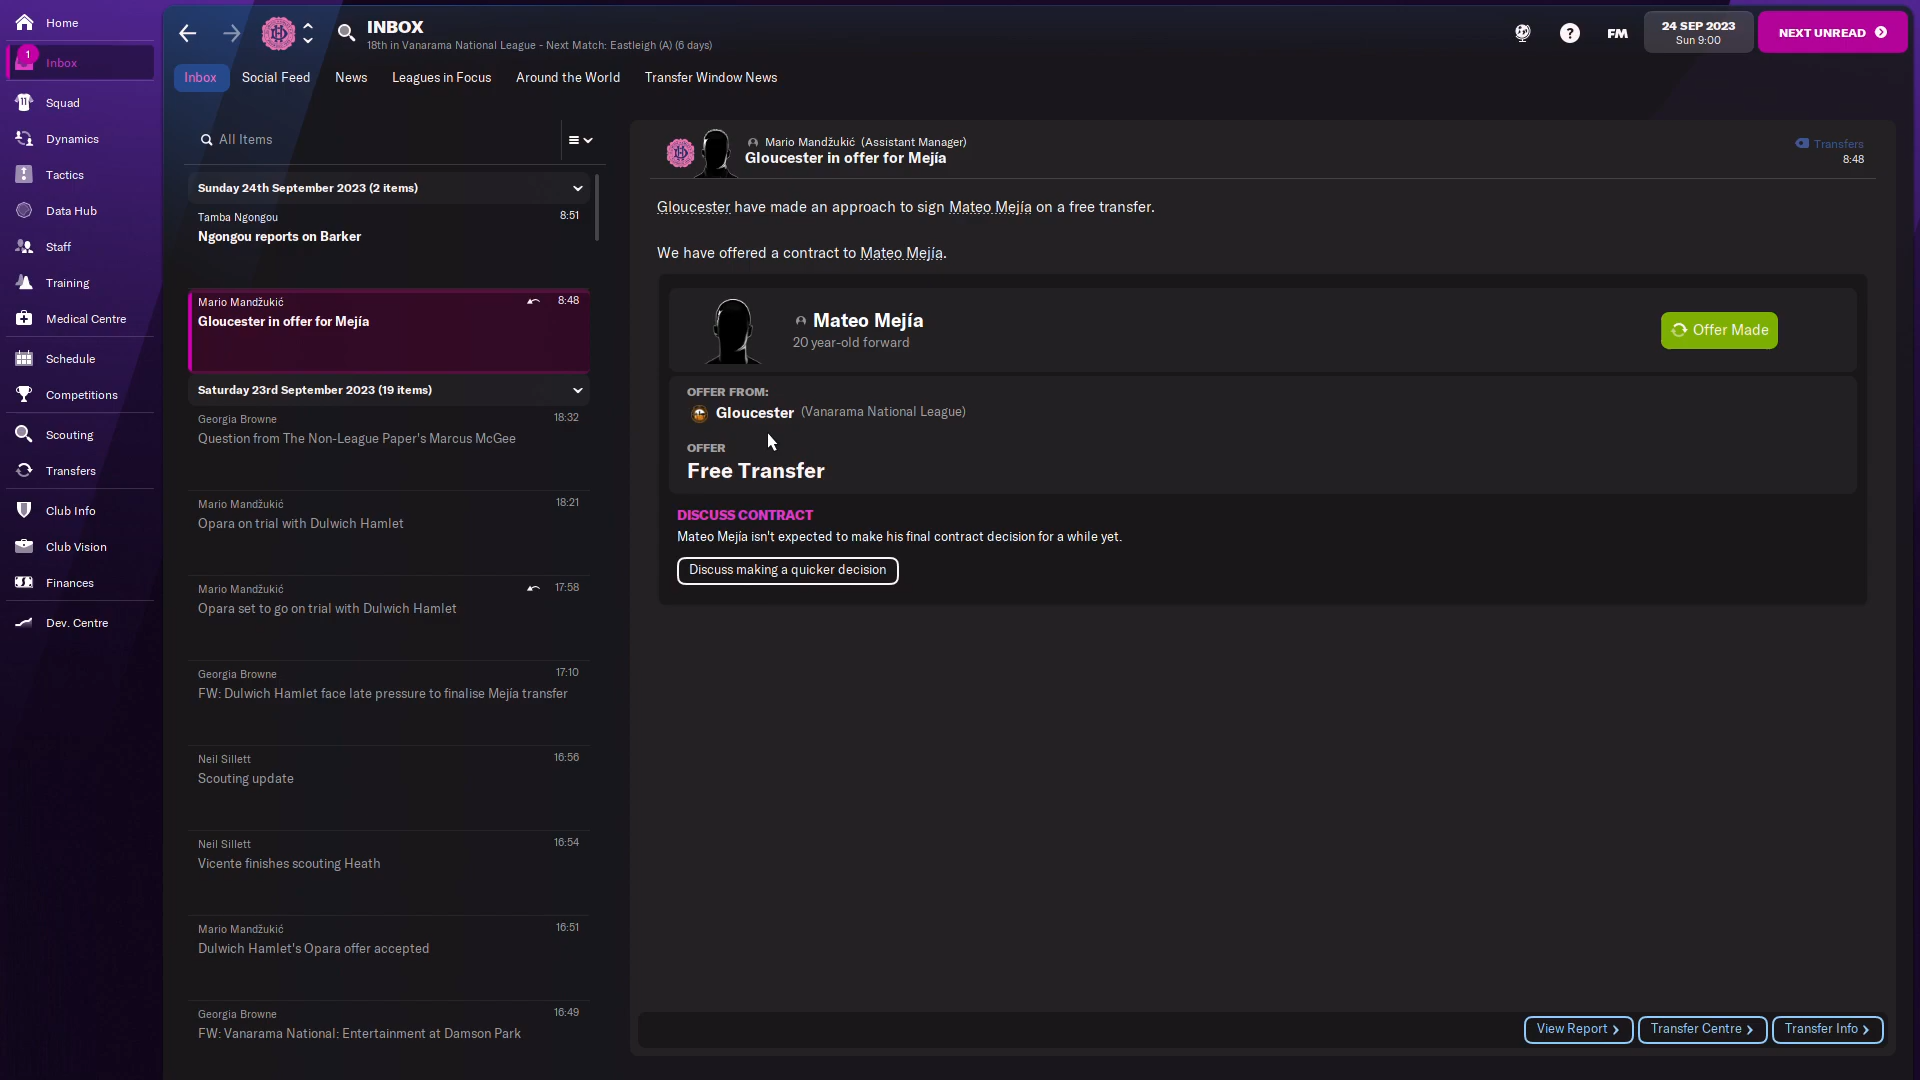 Home
1
Inbox
Squad
Dynamics
Tactics
Data Hub
Staff
Training
Medical Centre
Schedule
Competitions
Scouting
Transfers
Club Info
Club Vision
Finances
Dev. Centre
INBOX
18th in Vanarama National League - Next Match: Eastleigh (A) (6 days)
FM
24 SEP 2023
Sun 9:00
NEXT UNREAD
Inbox Social Feed News Leagues in Focus Around the World Transfer Window News
All Items
Sunday 24th September 2023 (2 items)
Tamba Ngongou 8:51
Ngongou reports on Barker
Mario Mandžukić 8:48
Gloucester in offer for Mejía
Saturday 23rd September 2023 (19 items)
Georgia Browne 18:32
Question from The Non-League Paper's Marcus McGee
Mario Mandžukić 18:21
Opara on trial with Dulwich Hamlet
Mario Mandžukić 17:58
Opara set to go on trial with Dulwich Hamlet
Georgia Browne 17:10
FW: Dulwich Hamlet face late pressure to finalise Mejía transfer
Neil Sillett 16:56
Scouting update
Neil Sillett 16:54
Vicente finishes scouting Heath
Mario Mandžukić 16:51
Dulwich Hamlet's Opara offer accepted
Georgia Browne 16:49
FW: Vanarama National: Entertainment at Damson Park
Mario Mandžukić (Assistant Manager)
Gloucester in offer for Mejía
Transfers
8:48
Gloucester have made an approach to sign Mateo Mejía on a free transfer.
We have offered a contract to Mateo Mejía.
Mateo Mejía
20 year-old forward
Offer Made
OFFER FROM:
Gloucester (Vanarama National League)
OFFER
Free Transfer
DISCUSS CONTRACT
Mateo Mejía isn't expected to make his final contract decision for a while yet.
Discuss making a quicker decision
View Report Transfer Centre Transfer Info